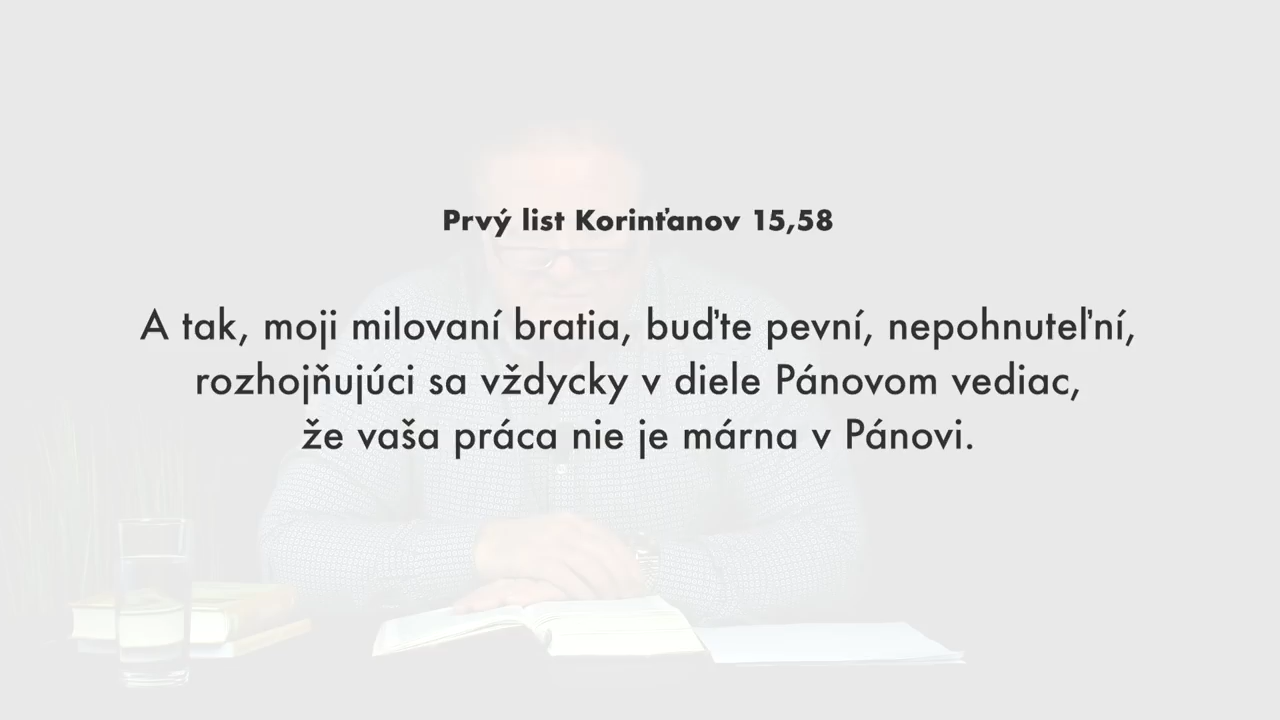 Prvý list Korinťanov 15,58
A tak, moji milovaní bratia, buďte pevní, nepohnuteľní,
rozhojňujúci sa vždycky v diele Pánovom vediac,
že vaša práca nie je márna v Pánovi.